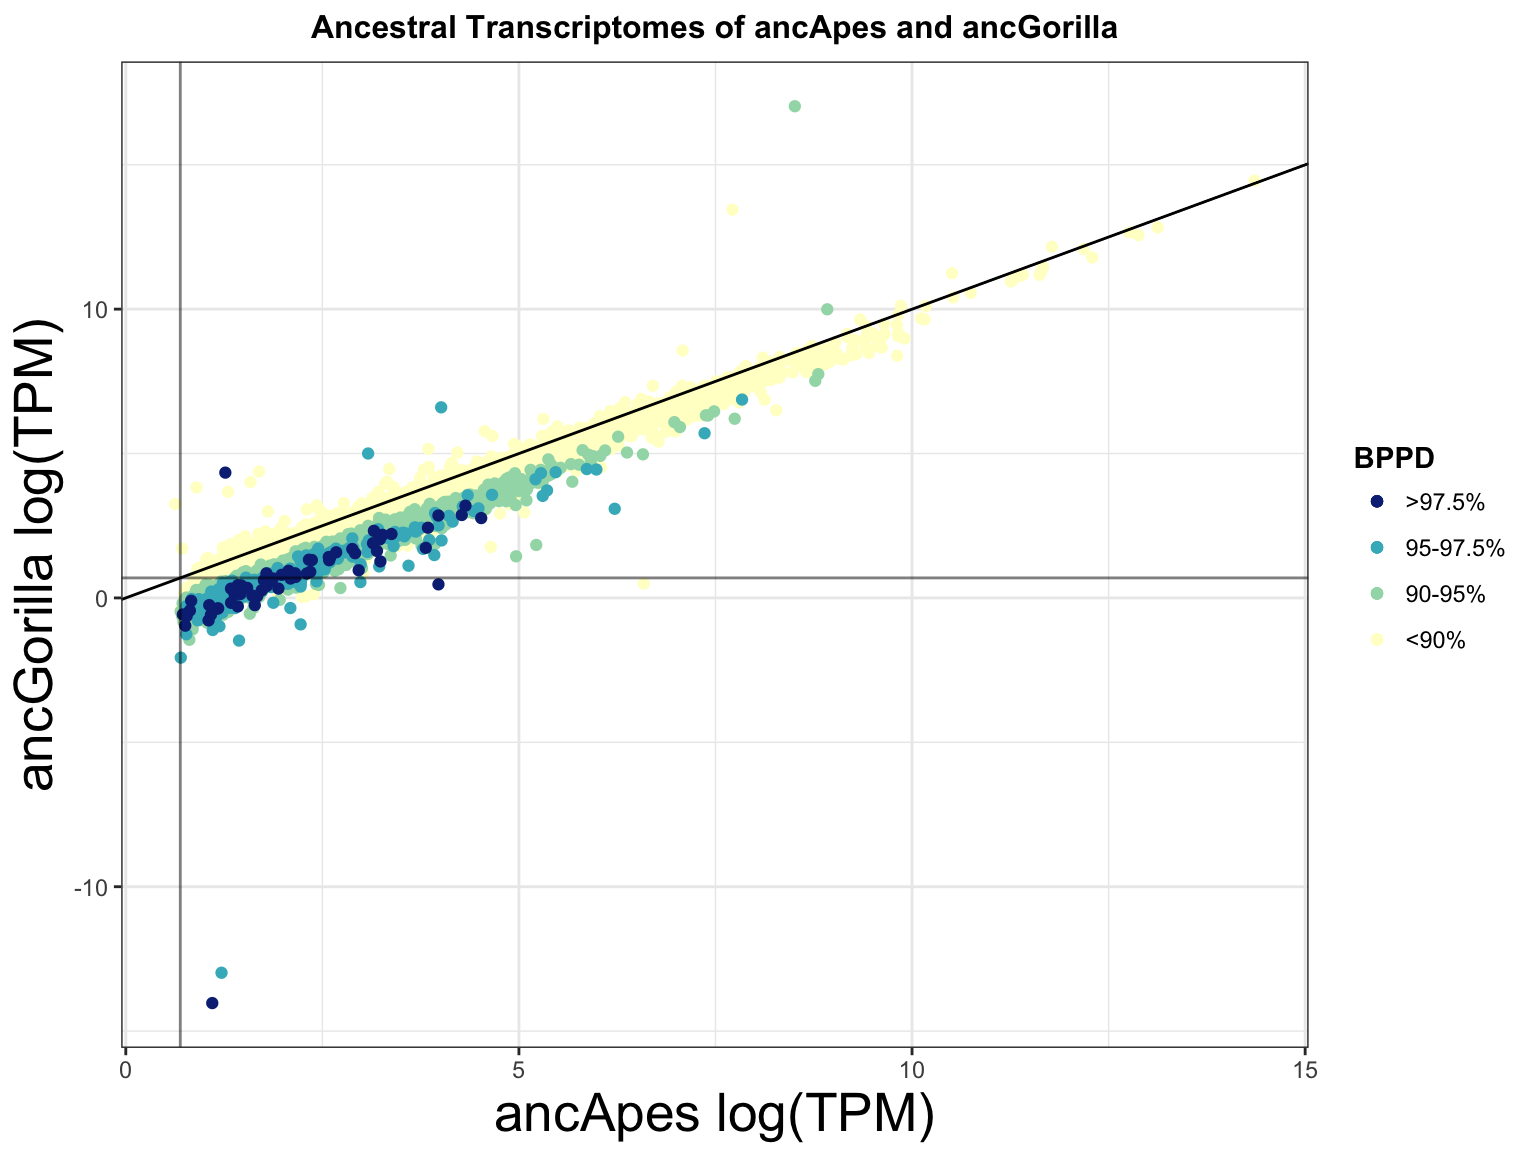 Ancestral Transcriptomes of ancApes and ancGorilla
ancGorilla log(TPM)
10
0
-10
0
5
10
15
ancApes log(TPM)
BPPD
>97.5%
95-97.5%
90-95%
<90%